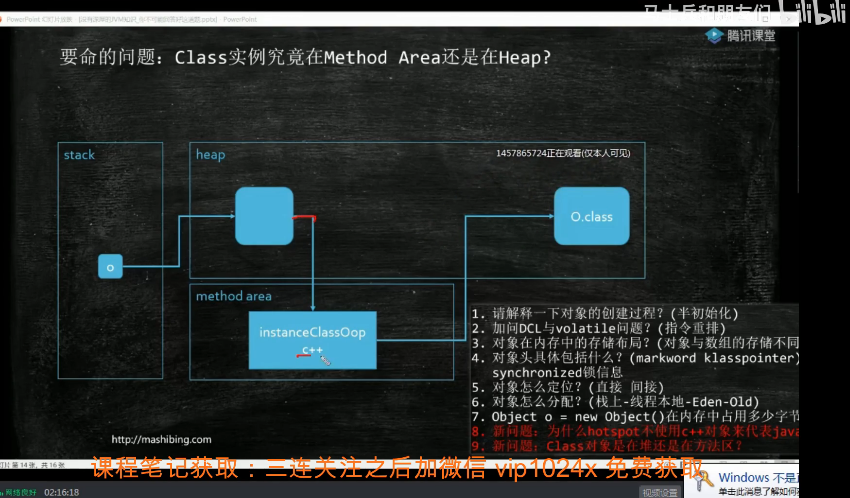 马士兵和朋友们 bilibili
腾讯课堂
要命的问题：Class实例究竟在Method Area还是在Heap?
stack
heap
1457865724正在观看(仅本人可见)
O.class
o
method area
instanceClassOop
c++
1. 请解释一下对象的创建过程？(半初始化)
2. 加问DCL与volatile问题？(指令重排)
3. 对象在内存中的存储布局？(对象与数组的存储不同
4. 对象头具体包括什么？(markword klasspointer)
synchronized锁信息
5. 对象怎么定位？(直接 间接)
6. 对象怎么分配？(栈上-线程本地-Eden-Old)
7. Object o = new Object()在内存中占用多少字节
8. 新问题：为什么hotspot不使用c++对象来代表java
9. 新问题：Class对象是在堆还是在方法区？
http://mashibing.com
第 14 张，共 16 张
课程笔记获取：三连关注之后加微信 vip1024x 免费获取
Windows 不是
单击此消息了解如何
网络良好 02:16:18
视频设置